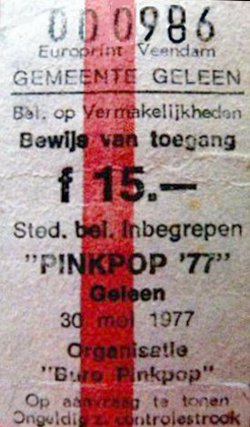 000986
Europrint Veendam
GEMEENTE GELEEN
Bel. op Vermakelijkheden
Bewijs van toegang
f 15.—
Sted. bel. Inbegrepen
"PINKPOP '77"
Geleen
30 mei 1977
Organisatie
"Buro Pinkpop"
Op aanvraag te tonen
Ongeldig z. controlestrook